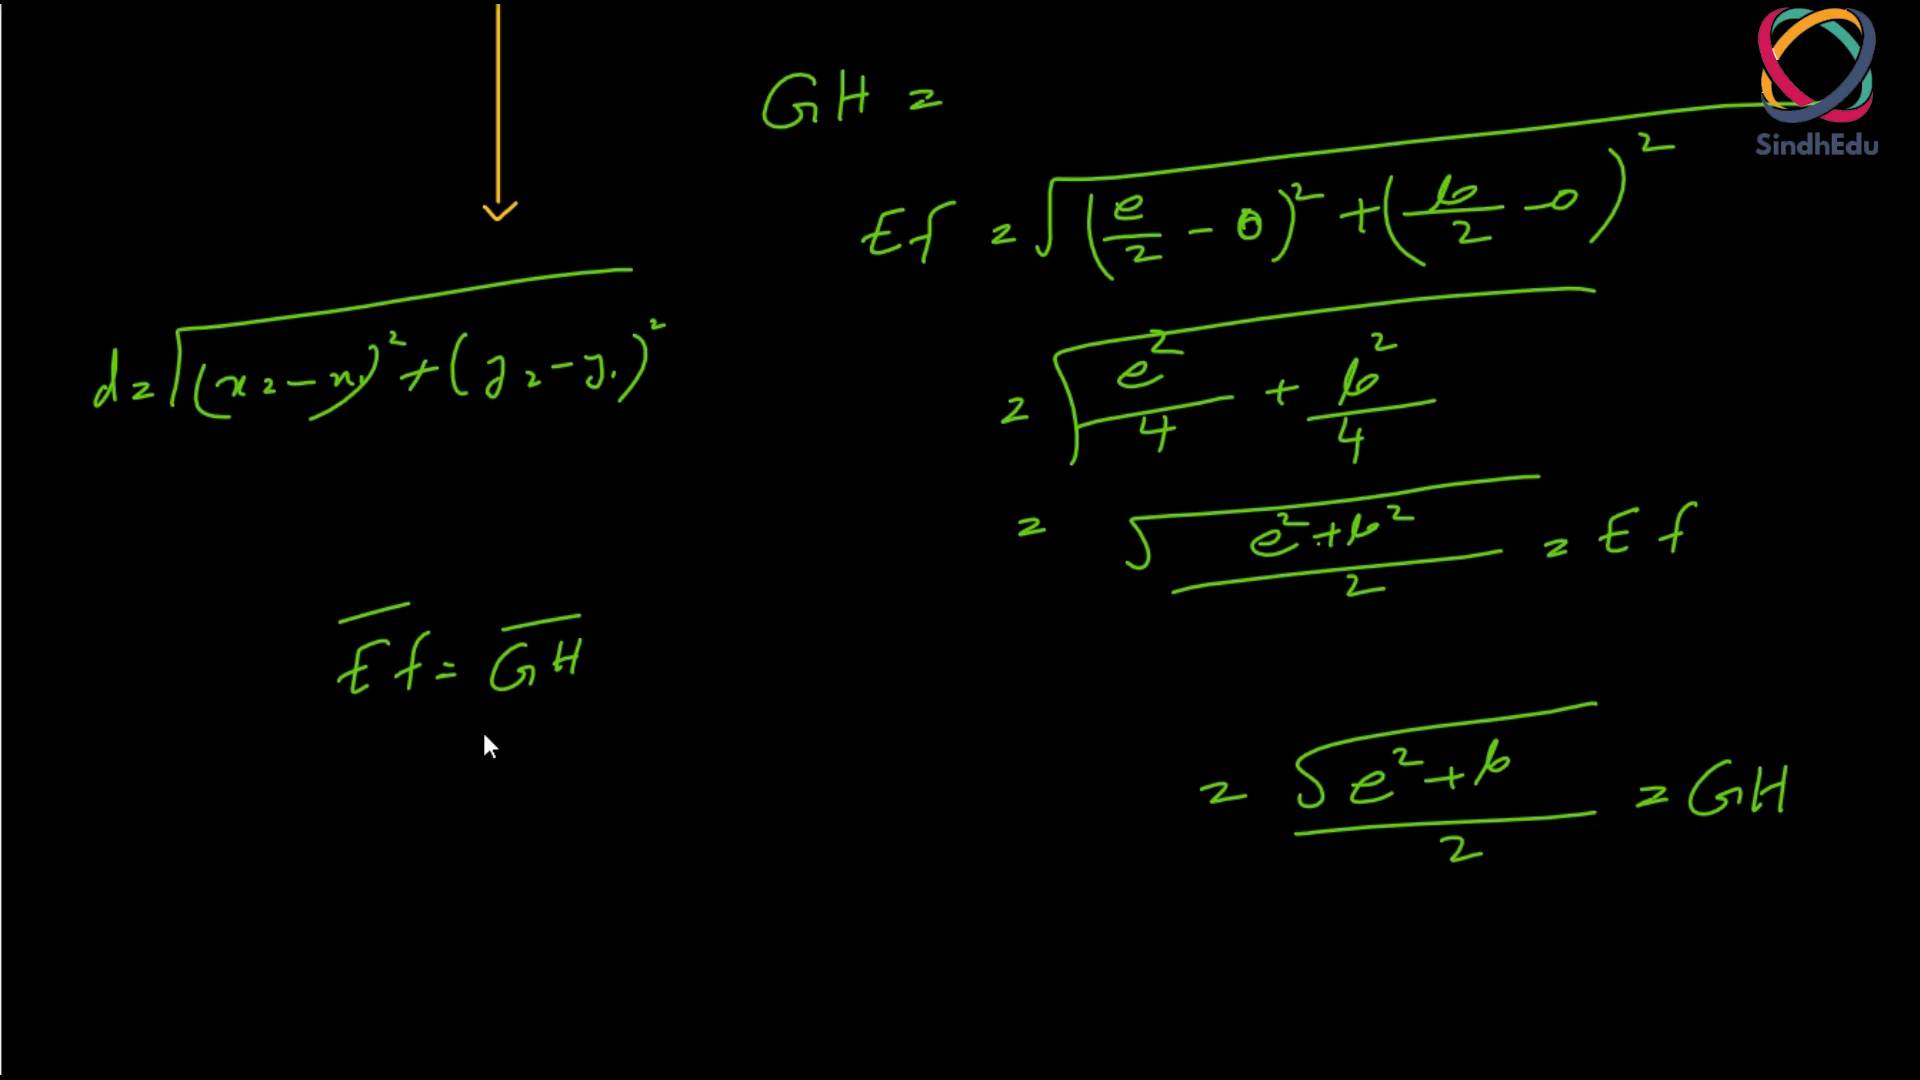 GH =
SindhEdu
Ef = √(e/2 - 0)² + (b/2 - 0)²
d = √(x₂ - x₁)² + (y₂ - y₁)²
= √e²/4 + b²/4
= √e² + b²/2 = Ef
Ef = GH
= √e² + b/2 = GH